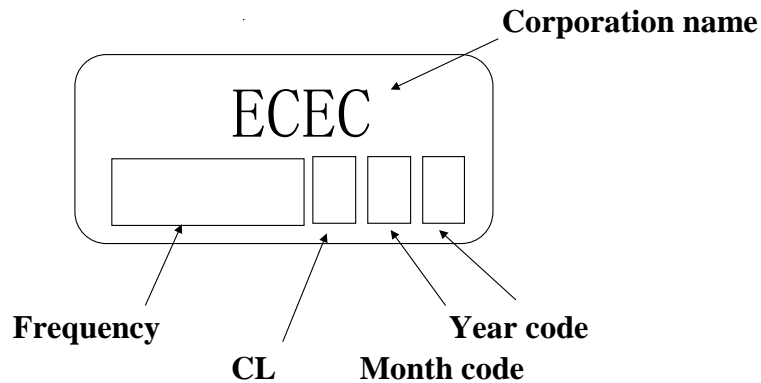 Corporation name
ECEC
Frequency
Year code
CL
Month code